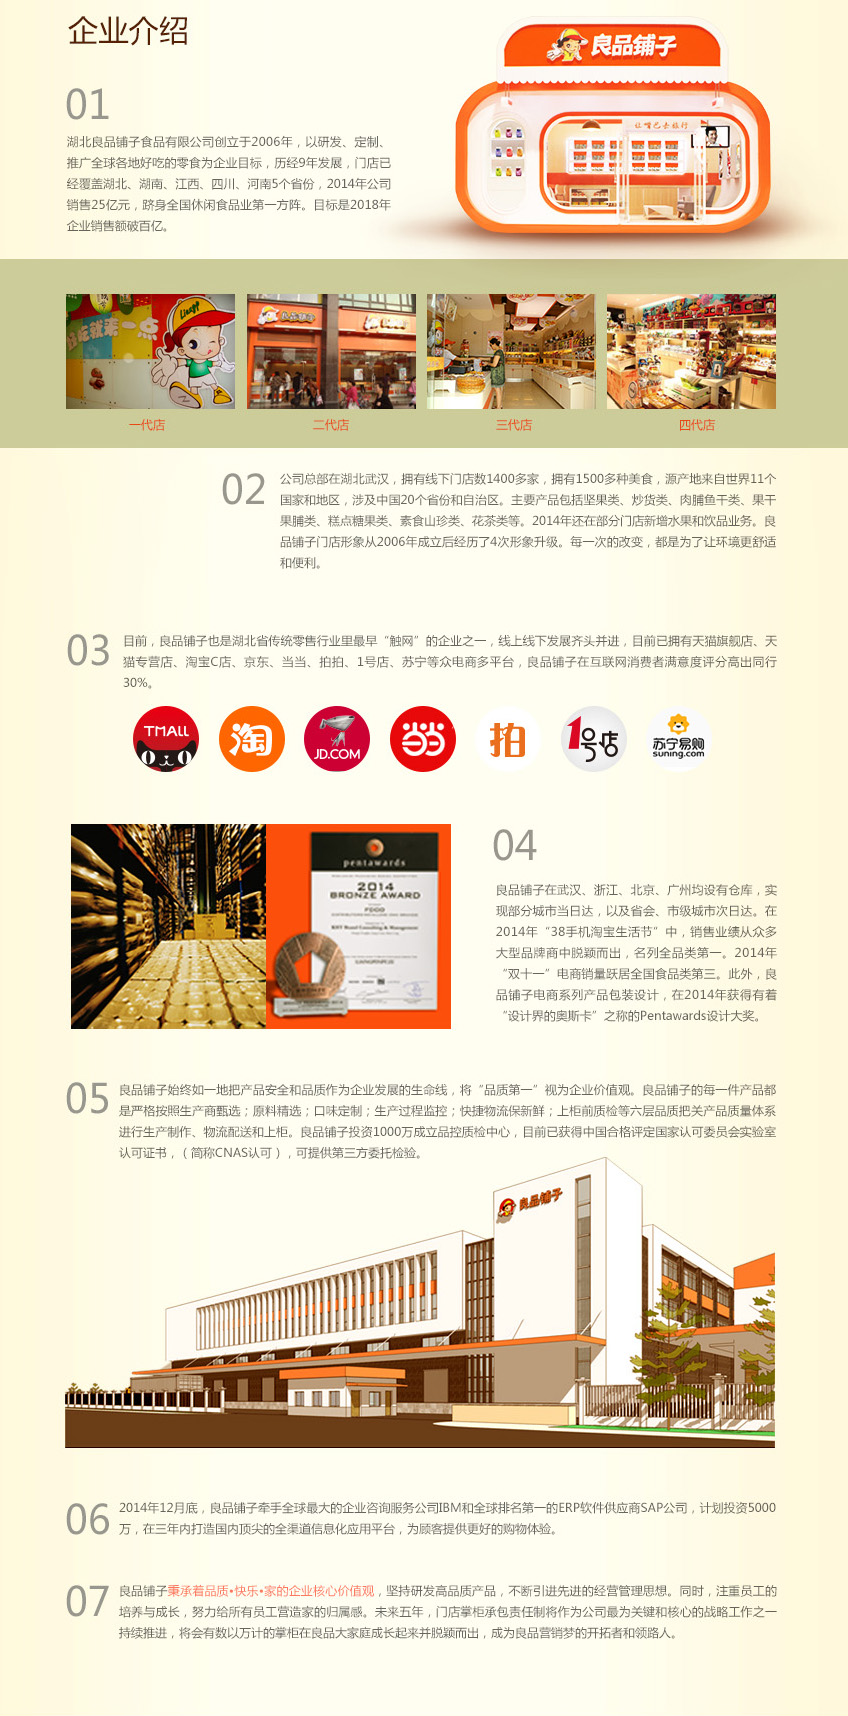 企业介绍
良品铺子
让嘴巴去旅行
01
湖北良品铺子食品有限公司创立于2006年，以研发、定制、
推广全球各地好吃的零食为企业目标，历经9年发展，门店已
经覆盖湖北、湖南、江西、四川、河南5个省份，2014年公司
销售25亿元，跻身全国休闲食品业第一方阵。目标是2018年
企业销售额破百亿。
良品铺子
一代店
二代店
三代店
四代店
02
公司总部在湖北武汉，拥有线下门店数1400多家，拥有1500多种美食，源产地来自世界11个
国家和地区，涉及中国20个省份和自治区。主要产品包括坚果类、炒货类、肉脯鱼干类、果干
果脯类、糕点糖果类、素食山珍类、花茶类等。2014年还在部分门店新增水果和饮品业务。良
品铺子门店形象从2006年成立后经历了4次形象升级。每一次的改变，都是为了让环境更舒适
和便利。
03
目前，良品铺子也是湖北省传统零售行业里最早“触网”的企业之一，线上线下发展齐头并进，目前已拥有天猫旗舰店、天
猫专营店、淘宝C店、京东、当当、拍拍、1号店、苏宁等众电商多平台，良品铺子在互联网消费者满意度评分高出同行
30%。
TMALL
淘
JD.COM
当当
拍
1号店
苏宁易购
suning.com
pentawards
2014
BRONZE AWARD
04
良品铺子在武汉、浙江、北京、广州均设有仓库，实
现部分城市当日达，以及省会、市级城市次日达。在
2014年“38手机淘宝生活节”中，销售业绩从众多
大型品牌商中脱颖而出，名列全品类第一。2014年
“双十一”电商销量跃居全国食品类第三。此外，良
品铺子电商系列产品包装设计，在2014年获得有着
“设计界的奥斯卡”之称的Pentawards设计大奖。
05
良品铺子始终如一地把产品安全和品质作为企业发展的生命线，将“品质第一”视为企业价值观。良品铺子的每一件产品都
是严格按照生产商甄选；原料精选；口味定制；生产过程监控；快捷物流保新鲜；上柜前质检等六层品质把关产品质量体系
进行生产制作、物流配送和上柜。良品铺子投资1000万成立品控质检中心，目前已获得中国合格评定国家认可委员会实验室
认可证书，（简称CNAS认可），可提供第三方委托检验。
良品铺子
06
2014年12月底，良品铺子牵手全球最大的企业咨询服务公司IBM和全球排名第一的ERP软件供应商SAP公司，计划投资5000
万，在三年内打造国内顶尖的全渠道信息化应用平台，为顾客提供更好的购物体验。
07
良品铺子秉承着品质•快乐•家的企业核心价值观，坚持研发高品质产品，不断引进先进的经营管理思想。同时，注重员工的
培养与成长，努力给所有员工营造家的归属感。未来五年，门店掌柜承包责任制将作为公司最为关键和核心的战略工作之一
持续推进，将会有数以万计的掌柜在良品大家庭成长起来并脱颖而出，成为良品营销梦的开拓者和领路人。